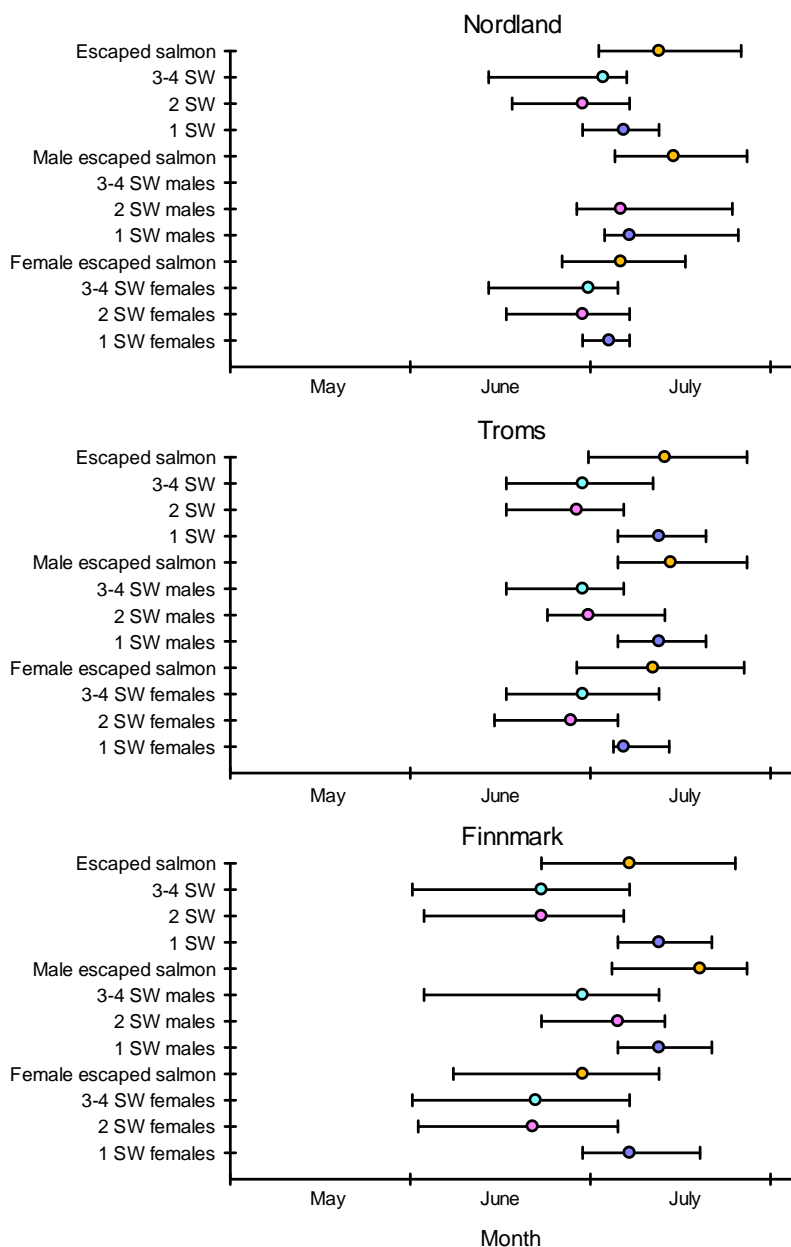 Nordland
Escaped salmon
3-4 SW
2 SW
1 SW
Male escaped salmon
3-4 SW males
2 SW males
1 SW males
Female escaped salmon
3-4 SW females
2 SW females
1 SW females
May June July
Troms
Escaped salmon
3-4 SW
2 SW
1 SW
Male escaped salmon
3-4 SW males
2 SW males
1 SW males
Female escaped salmon
3-4 SW females
2 SW females
1 SW females
May June July
Finnmark
Escaped salmon
3-4 SW
2 SW
1 SW
Male escaped salmon
3-4 SW males
2 SW males
1 SW males
Female escaped salmon
3-4 SW females
2 SW females
1 SW females
May June July
Month